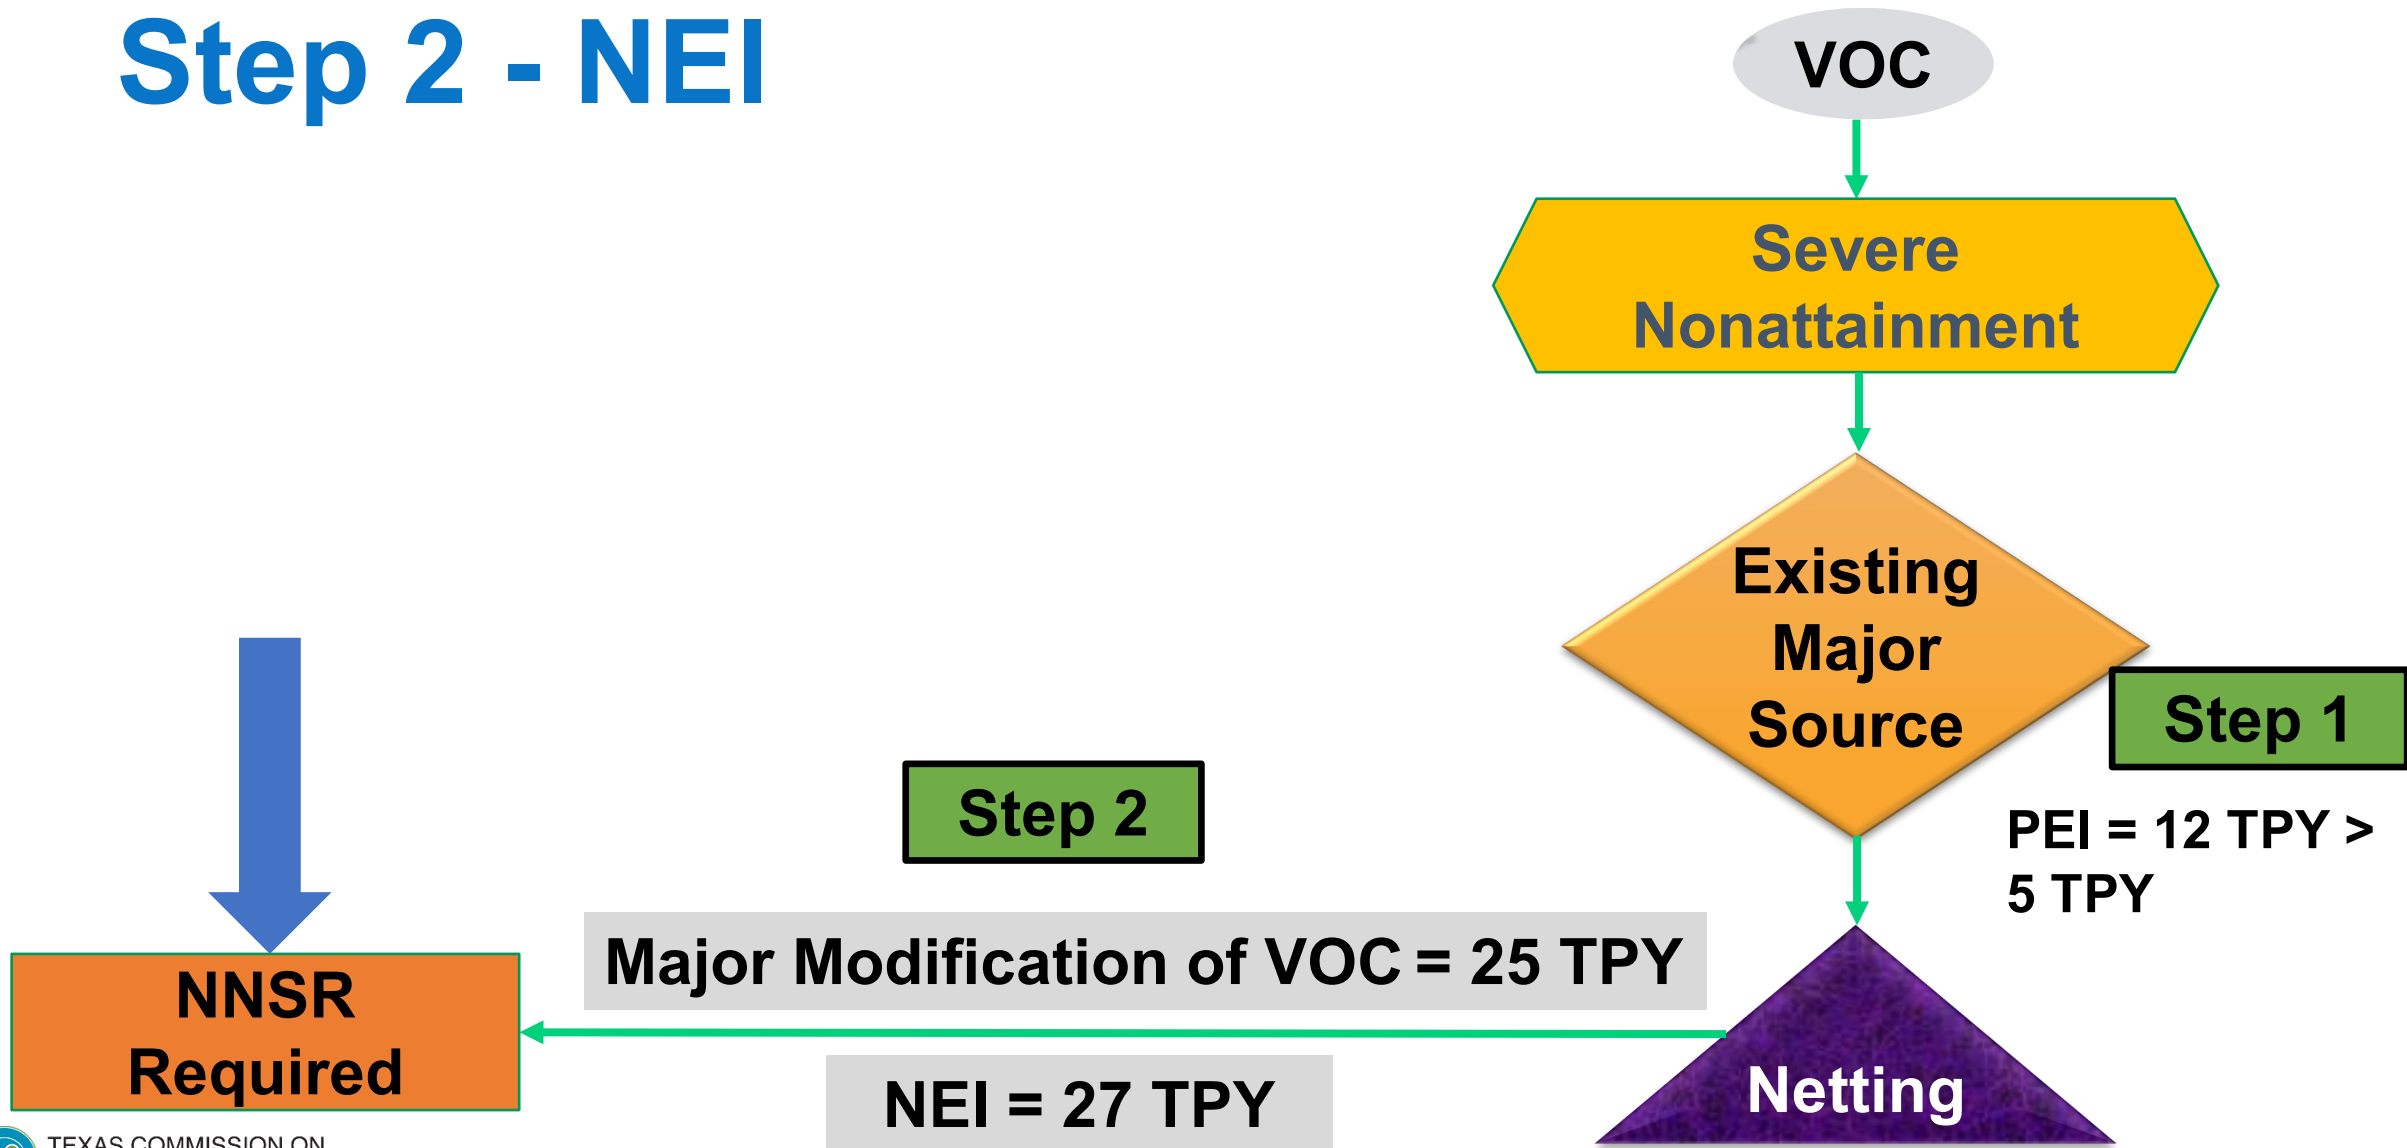 Step 2 - NEI
VOC
Severe
Nonattainment
Existing
Major
Source
Step 1
PEI = 12 TPY >
5 TPY
Step 2
Major Modification of VOC = 25 TPY
NNSR
Required
NEI = 27 TPY
Netting
TEXAS COMMISSION ON